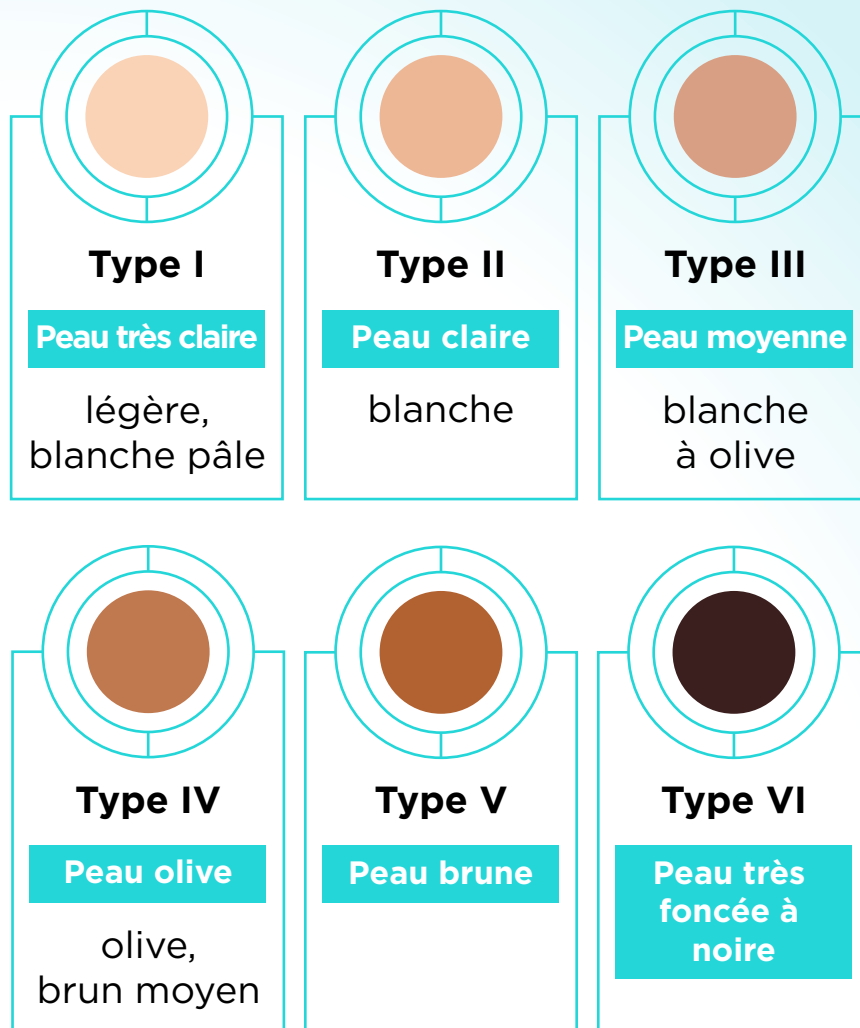 Type I
Peau très claire
légère,
blanche pâle
Type II
Peau claire
blanche
Type III
Peau moyenne
blanche
à olive
Type IV
Peau olive
olive,
brun moyen
Type V
Peau brune
Type VI
Peau très
foncée à
noire